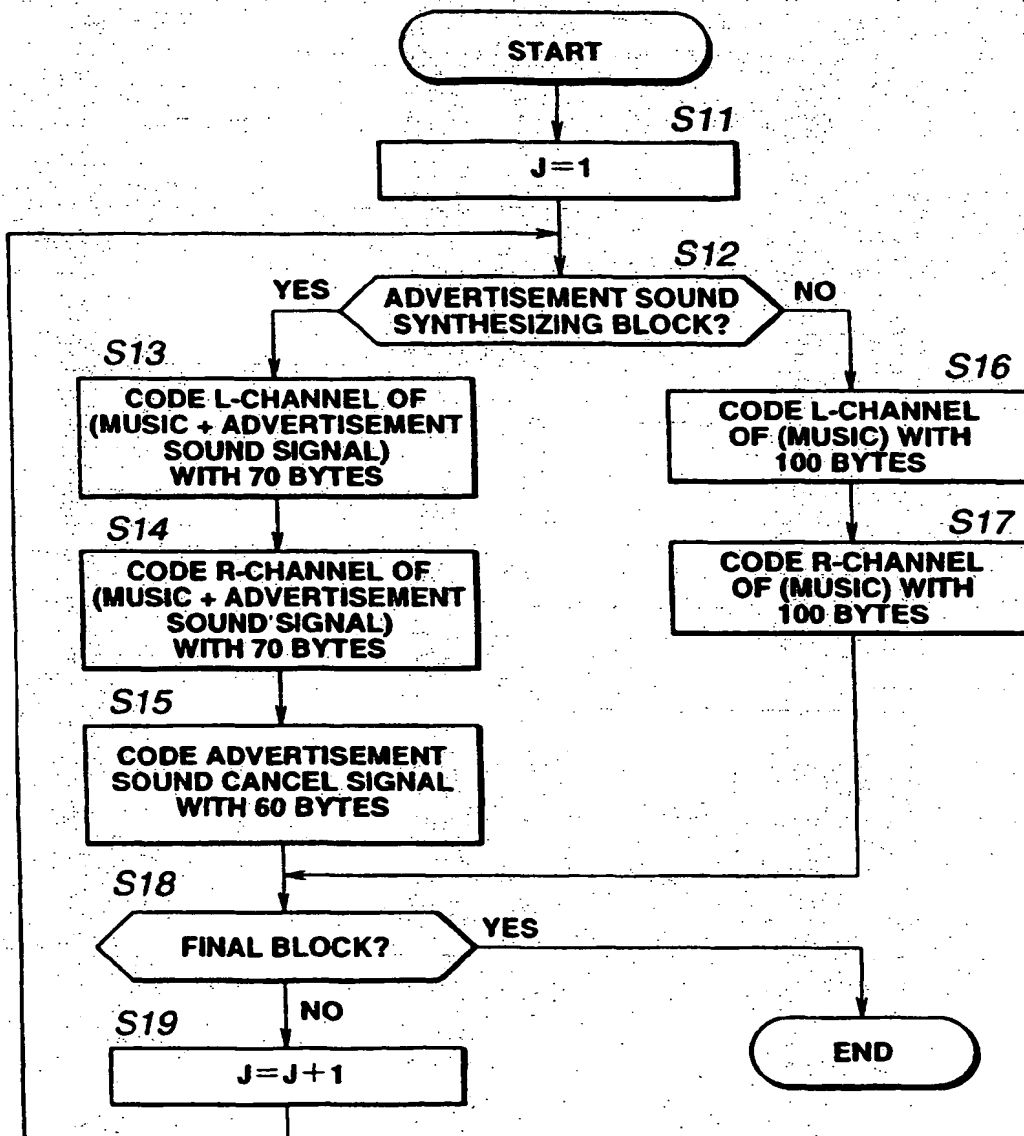 START
S11
J=1
S12
YES
ADVERTISEMENT SOUND
SYNTHESIZING BLOCK?
NO
S13
CODE L-CHANNEL OF
(MUSIC + ADVERTISEMENT
SOUND SIGNAL)
WITH 70 BYTES
S14
CODE R-CHANNEL OF
(MUSIC + ADVERTISEMENT
SOUND SIGNAL)
WITH 70 BYTES
S15
CODE ADVERTISEMENT
SOUND CANCEL SIGNAL
WITH 60 BYTES
S16
CODE L-CHANNEL
OF (MUSIC) WITH
100 BYTES
S17
CODE R-CHANNEL
OF (MUSIC) WITH
100 BYTES
S18
FINAL BLOCK?
YES
NO
S19
J=J+1
END